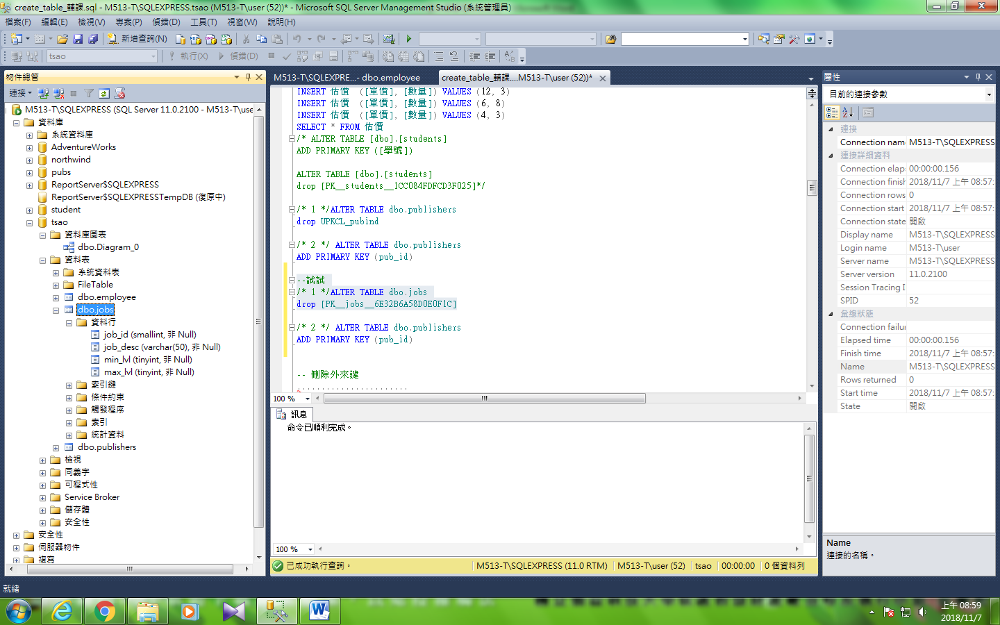 create_table_輔課.sql - M513-T\SQLEXPRESS.tsao (M513-T\user (52))* - Microsoft SQL Server Management Studio (系統管理員)
檔案(F) 編輯(E) 檢視(V) 專案(P) 偵錯(D) 工具(T) 視窗(W) 說明(H)
新增查詢(N)
tsao 執行(X) 偵錯(D)
物件總管
連接
M513-T\SQLEXPRESS (SQL Server 11.0.2100 - M513-T\use
資料庫
系統資料庫
AdventureWorks
northwind
pubs
ReportServer$SQLEXPRESS
ReportServer$SQLEXPRESSTempDB (復原中)
student
tsao
資料庫圖表
dbo.Diagram_0
資料表
系統資料表
FileTable
dbo.employee
dbo.jobs
資料行
job_id (smallint, 非 Null)
job_desc (varchar(50), 非 Null)
min_lvl (tinyint, 非 Null)
max_lvl (tinyint, 非 Null)
索引鍵
條件約束
觸發程序
索引
統計資料
dbo.publishers
檢視
同義字
可程式性
Service Broker
儲存體
安全性
安全性
伺服器物件
複寫
M513-T\SQLEXPRE...- dbo.employee
create_table_輔課....M513-T\user (52))*
INSERT 估價 ([單價], [數量]) VALUES (12, 3)
INSERT 估價 ([單價], [數量]) VALUES (6, 8)
INSERT 估價 ([單價], [數量]) VALUES (4, 3)
SELECT * FROM 估價
/* ALTER TABLE [dbo].[students]
ADD PRIMARY KEY ([學號])
ALTER TABLE [dbo].[students]
drop [PK__students__1CC084FDFCD3F025]*/
/* 1 */ALTER TABLE dbo.publishers
drop UPKCL_pubind
/* 2 */ ALTER TABLE dbo.publishers
ADD PRIMARY KEY (pub_id)
--試試
/* 1 */ALTER TABLE dbo.jobs
drop [PK__jobs__6E32B6A58D0E0F1C]
/* 2 */ ALTER TABLE dbo.publishers
ADD PRIMARY KEY (pub_id)
-- 刪除外來鍵
100 %
訊息
命令已順利完成。
100 %
已成功執行查詢。 M513-T\SQLEXPRESS (11.0 RTM) M513-T\user (52) tsao 00:00:00 0 個資料列
屬性
目前的連接參數
連接
Connection nam M513-T\SQLEXPRESS
連接詳細資料
Connection elap 00:00:00.156
Connection finish 2018/11/7 上午 08:57:
Connection rows 0
Connection start 2018/11/7 上午 08:57:
Connection state 開啟
Display name M513-T\SQLEXPRESS
Login name M513-T\user
Server name M513-T\SQLEXPRESS
Server version 11.0.2100
Session Tracing I
SPID 52
彙總狀態
Connection failur
Elapsed time 00:00:00.156
Finish time 2018/11/7 上午 08:57:
Name M513-T\SQLEXPRESS
Rows returned 0
Start time 2018/11/7 上午 08:57:
State 開啟
Name
連接的名稱。
就緒
上午 08:59
2018/11/7